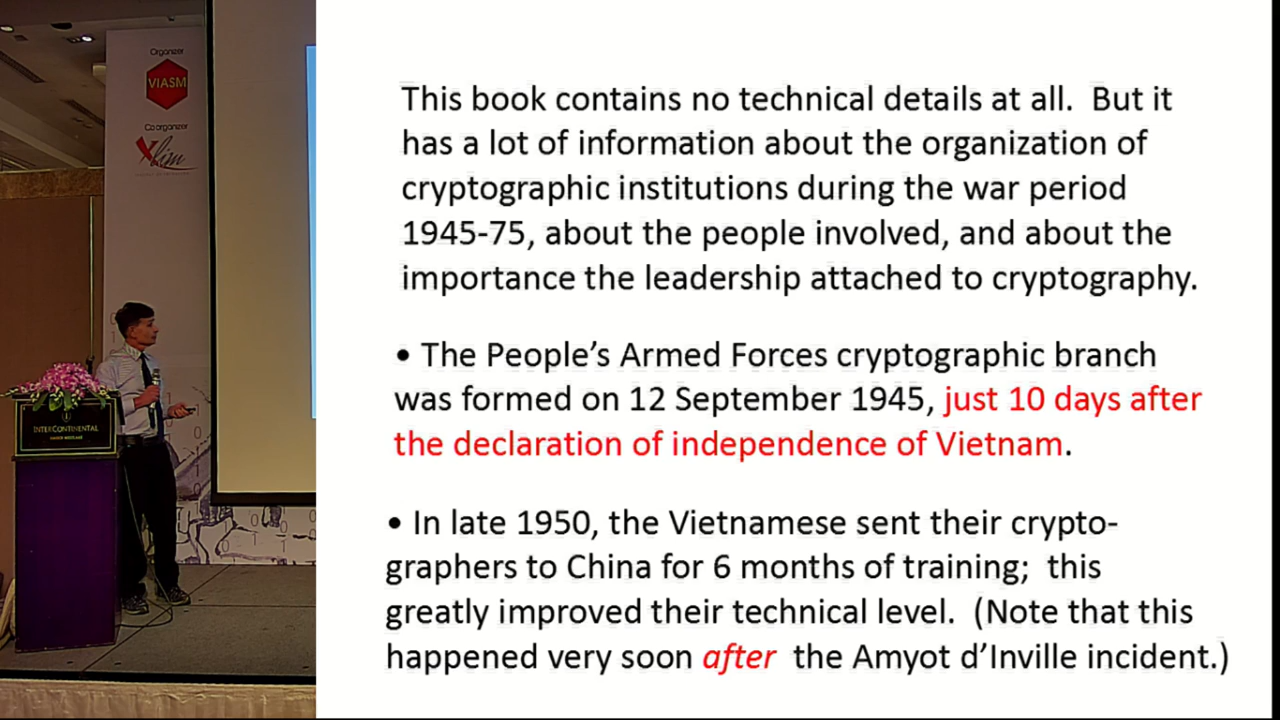 Organizer
VIASM
Co organizer
Xlim
INTERCONTINENTAL
This book contains no technical details at all. But it
has a lot of information about the organization of
cryptographic institutions during the war period
1945-75, about the people involved, and about the
importance the leadership attached to cryptography.
• The People’s Armed Forces cryptographic branch
was formed on 12 September 1945, just 10 days after
the declaration of independence of Vietnam.
• In late 1950, the Vietnamese sent their crypto-
graphers to China for 6 months of training; this
greatly improved their technical level. (Note that this
happened very soon after the Amyot d’Inville incident.)